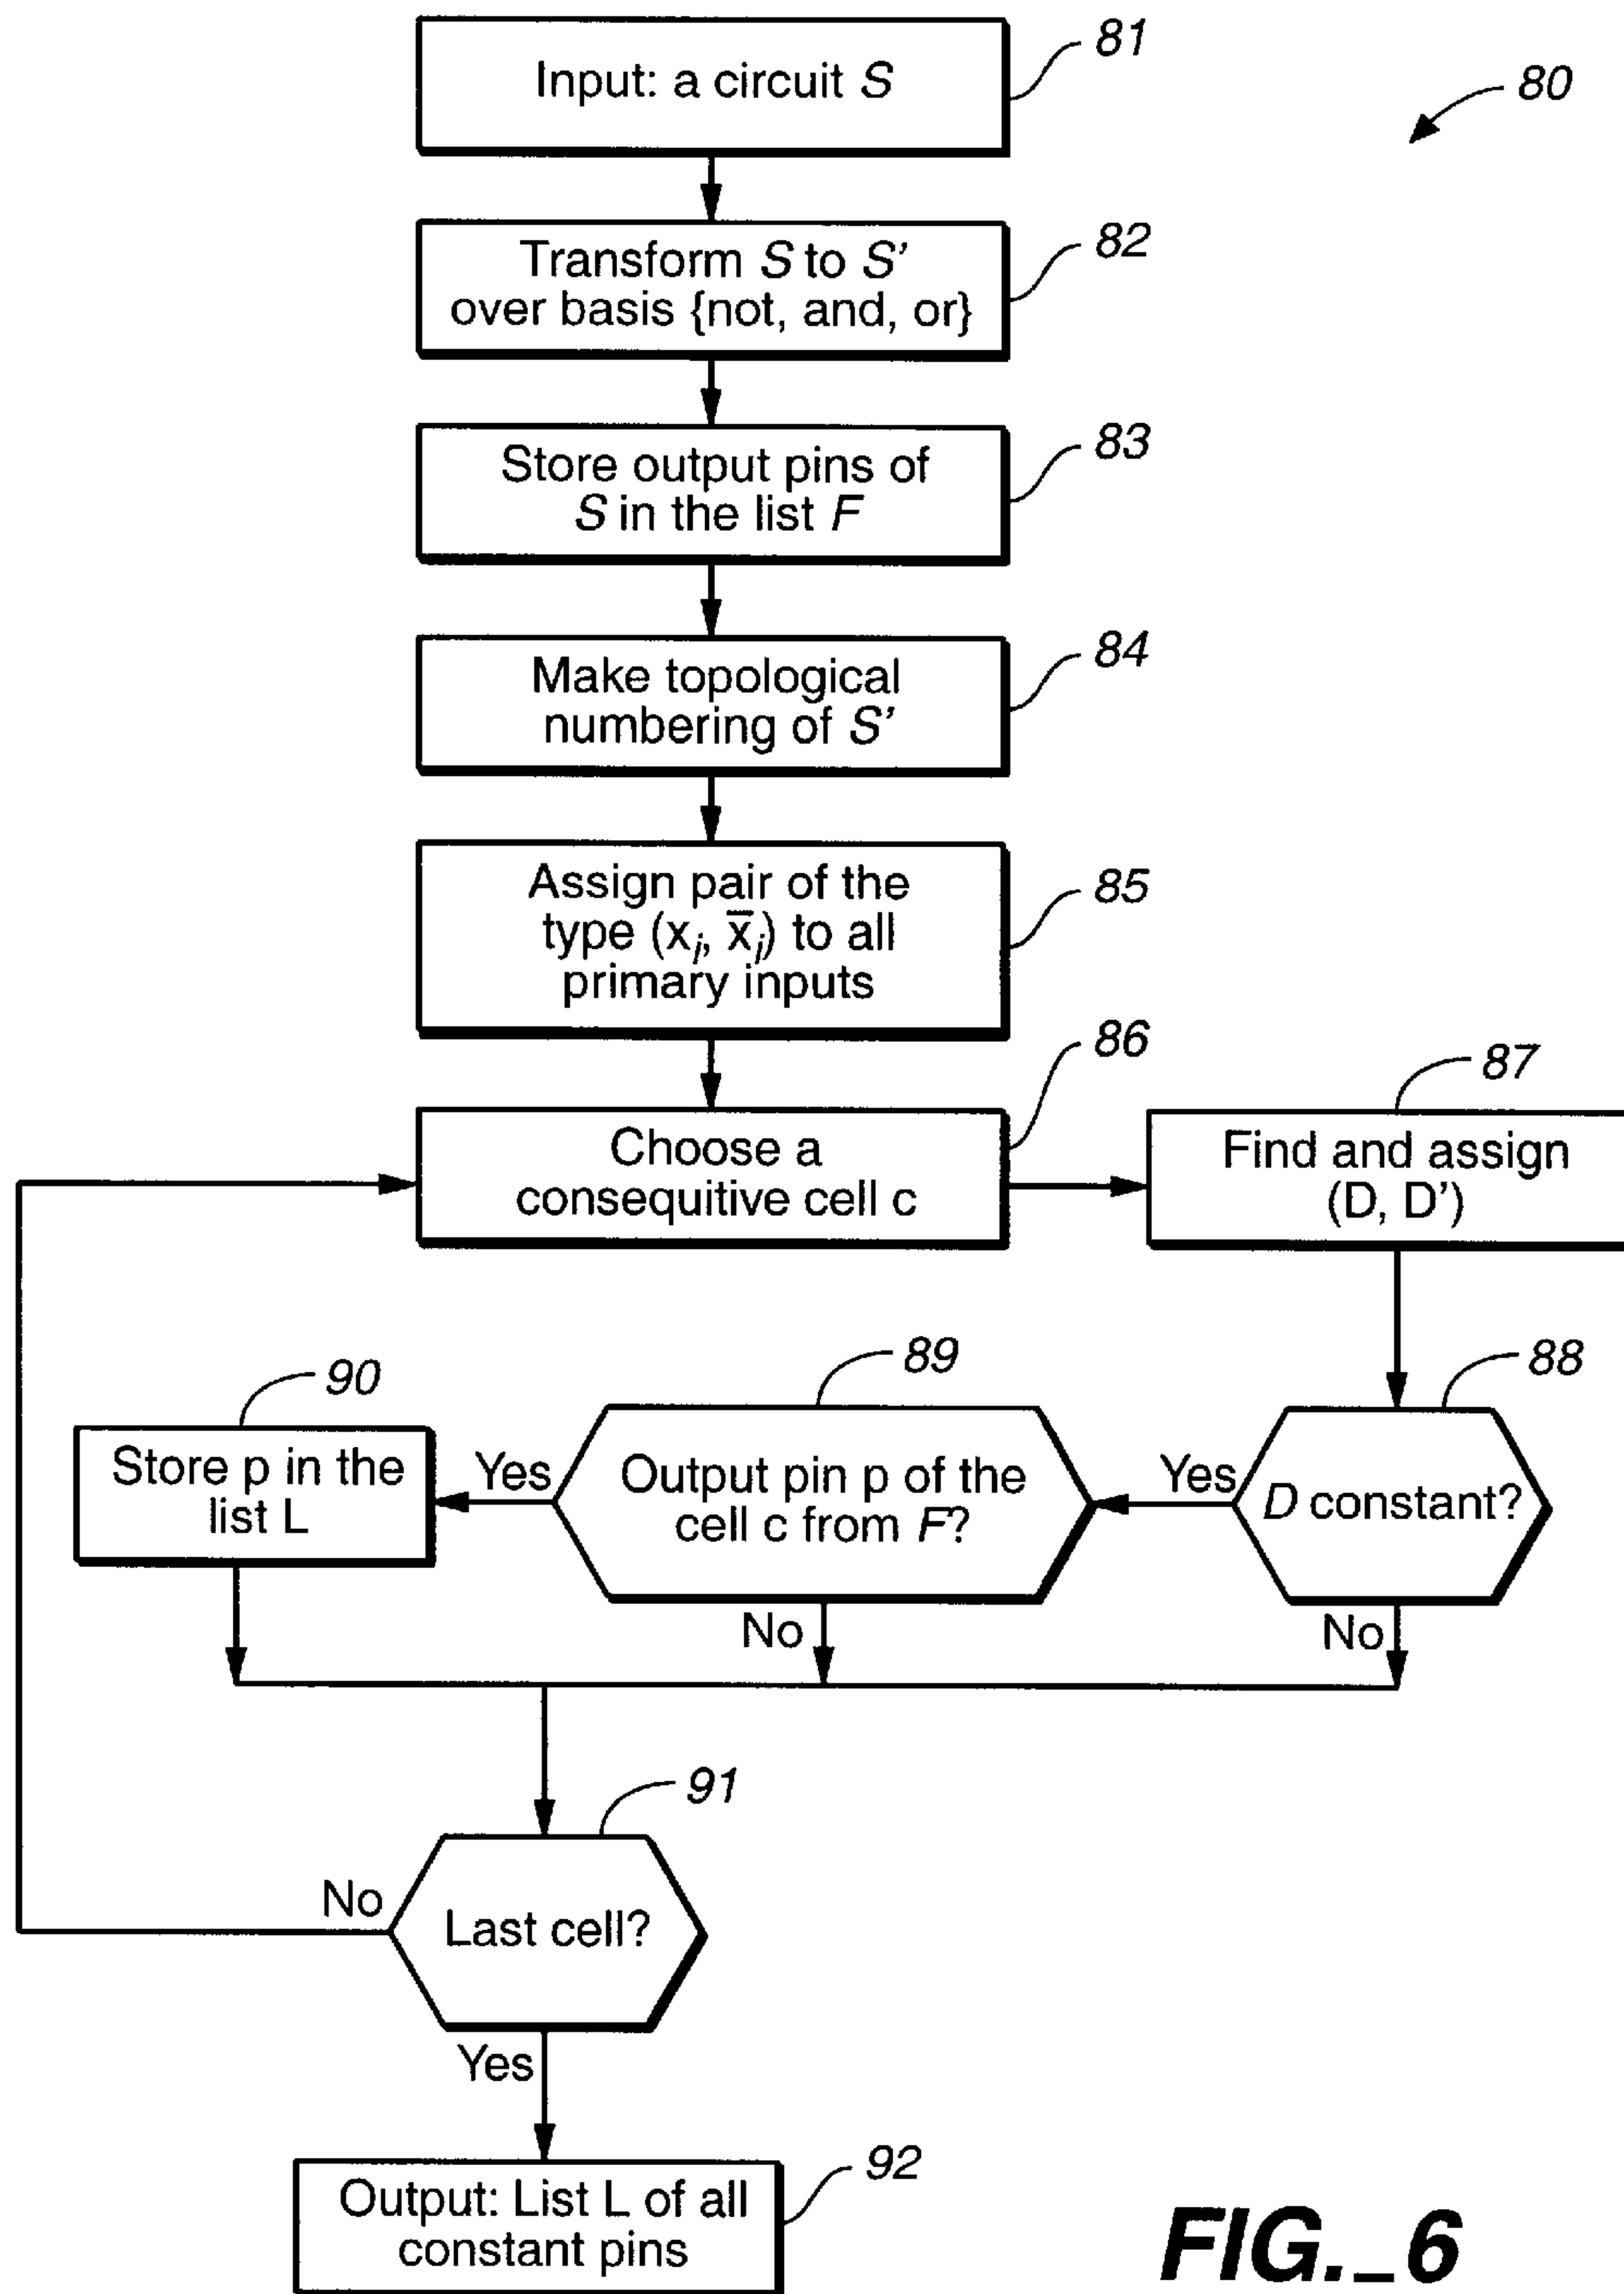 81
Input: a circuit S
80
82
Transform S to S'
over basis {not, and, or}
83
Store output pins of
S in the list F
84
Make topological
numbering of S'
85
Assign pair of the
type (x_i, x̄_i) to all
primary inputs
86
Choose a
consequitive cell c
87
Find and assign
(D, D')
88
D constant?
Yes
No
89
Output pin p of the
cell c from F?
Yes
No
90
Store p in the
list L
91
Last cell?
No
Yes
92
Output: List L of all
constant pins
FIG._6